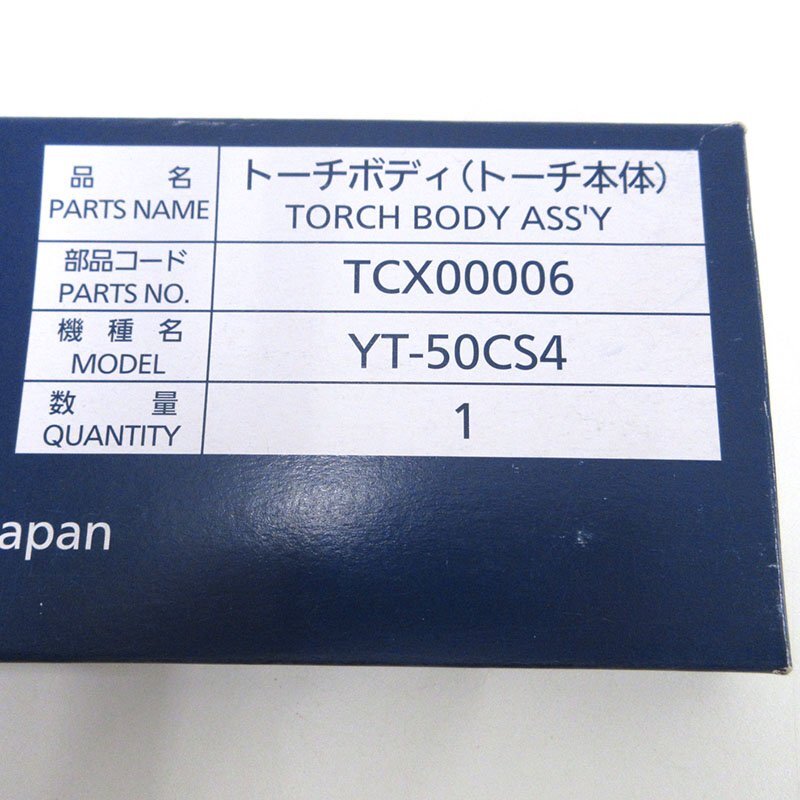 品 名
トーチボディ(トーチ本体)
PARTS NAME
TORCH BODY ASS'Y
部品コード
PARTS NO.
TCX00006
機 種 名
MODEL
YT-50CS4
数 量
QUANTITY
1
apan